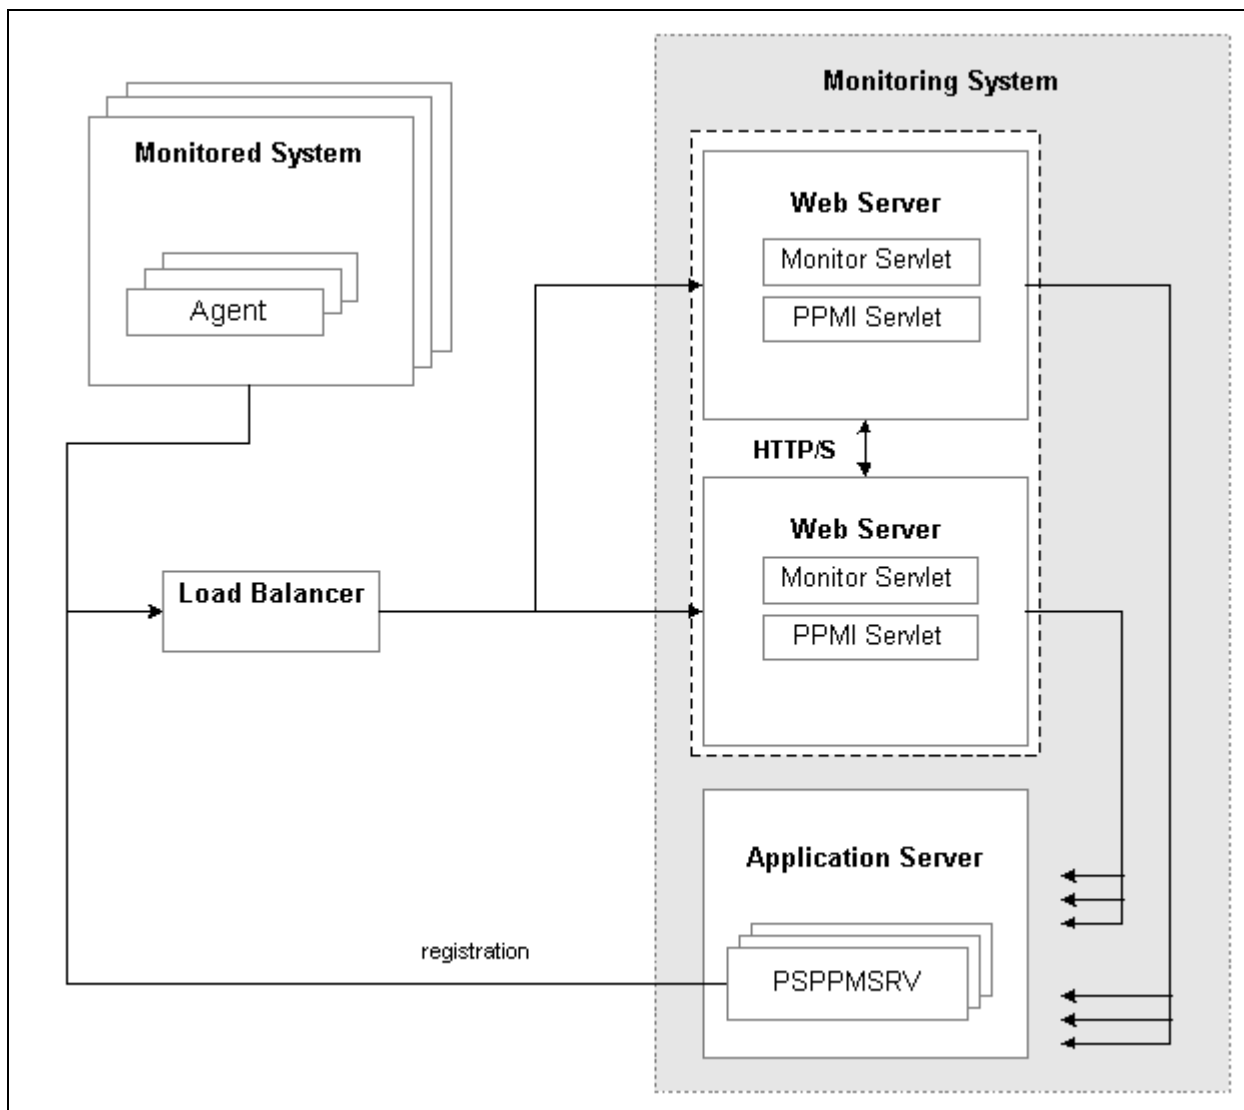 Monitoring System
Monitored System
Agent
Web Server
Monitor Servlet
PPMI Servlet
HTTP/S
Web Server
Monitor Servlet
PPMI Servlet
Load Balancer
Application Server
PSPPMSRV
registration